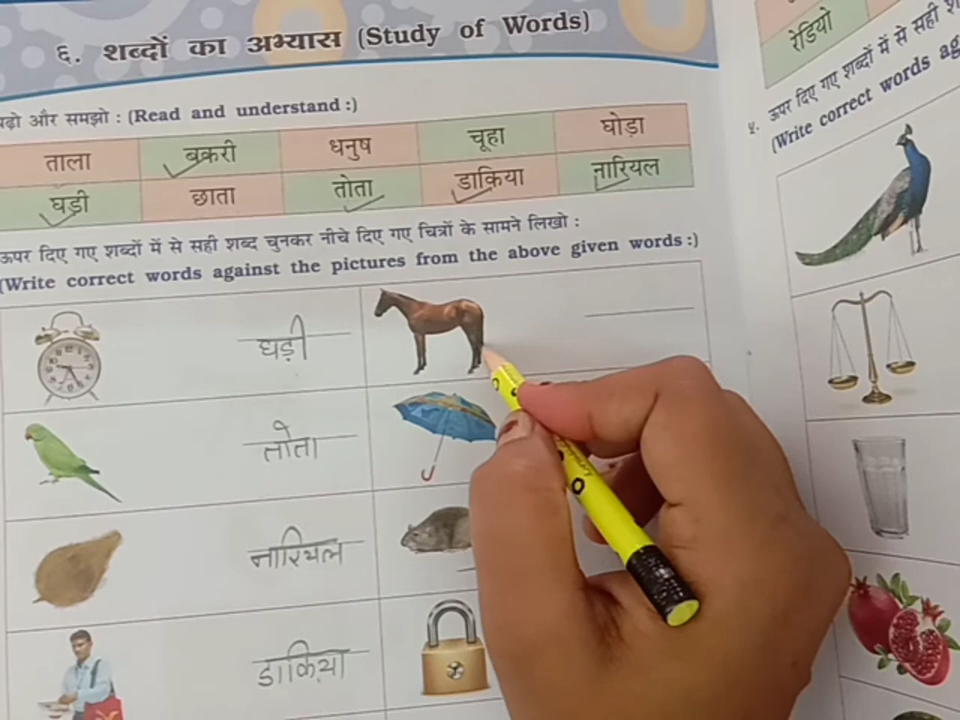 ६. शब्दों का अभ्यास (Study of Words)
पढ़ो और समझो : (Read and understand :)
ताला बकरी धनुष चूहा घोड़ा
घड़ी छाता तोता डाकिया नारियल
ऊपर दिए गए शब्दों में से सही शब्द चुनकर नीचे दिए गए चित्रों के सामने लिखो :
(Write correct words against the pictures from the above given words :)
घड़ी
तोता
नारियल
डाकिया
रेडियो
ऊपर दिए गए शब्दों में से सही
(Write correct words